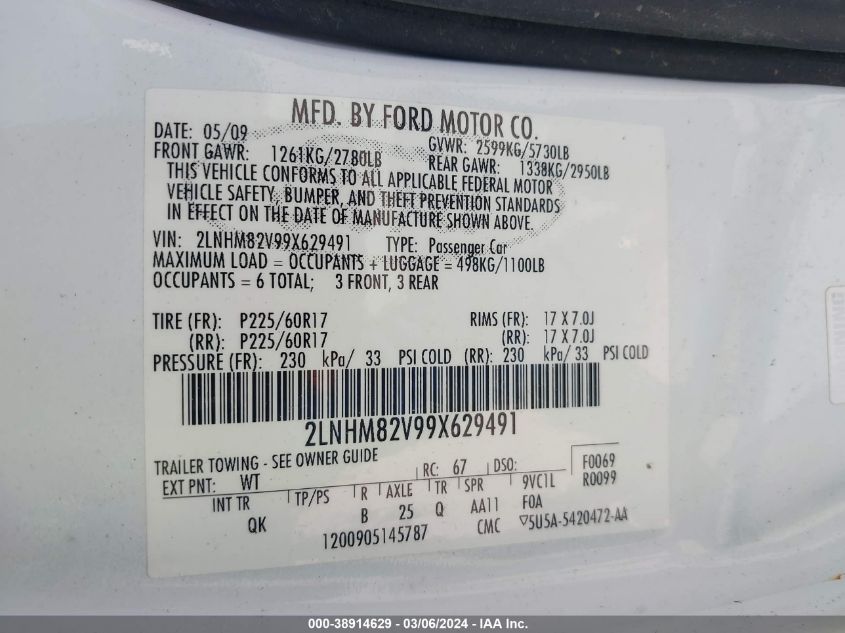 MFD. BY FORD MOTOR CO.
DATE: 05/09 GVWR: 2599KG/5730LB
FRONT GAWR: 1261KG/2780LB REAR GAWR: 1338KG/2950LB
THIS VEHICLE CONFORMS TO ALL APPLICABLE FEDERAL MOTOR
VEHICLE SAFETY, BUMPER, AND THEFT PREVENTION STANDARDS
IN EFFECT ON THE DATE OF MANUFACTURE SHOWN ABOVE.
VIN: 2LNHM82V99X629491 TYPE: Passenger Car
MAXIMUM LOAD = OCCUPANTS + LUGGAGE = 498KG/1100LB
OCCUPANTS = 6 TOTAL; 3 FRONT, 3 REAR
TIRE (FR): P225/60R17 RIMS (FR): 17 X 7.0J
(RR): P225/60R17 (RR): 17 X 7.0J
PRESSURE (FR): 230 kPa/ 33 PSI COLD (RR): 230 kPa/ 33 PSI COLD
2LNHM82V99X629491
TRAILER TOWING - SEE OWNER GUIDE
EXT PNT: WT RC: 67 DSO: F0069
R0099
INT TR TP/PS R AXLE TR SPR 9VC1L
QK B 25 Q AA11 F0A
1200905145787 CMC ▽5U5A-5420472-AA
000-38914629 - 03/06/2024 - IAA Inc.